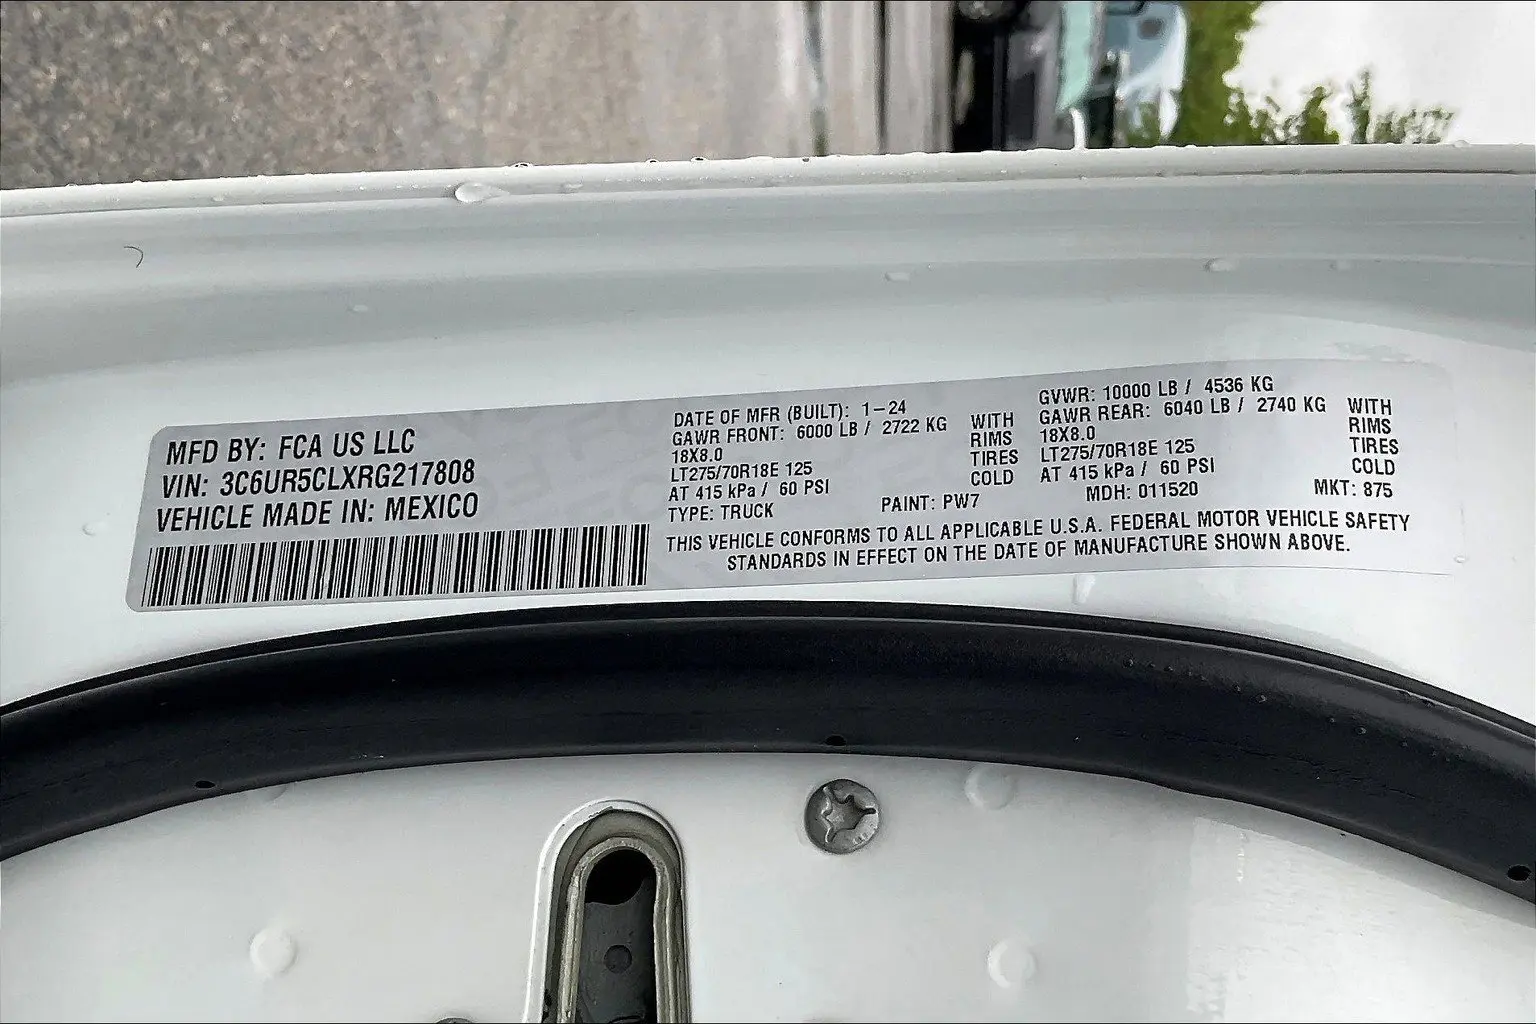 MFD BY: FCA US LLC
VIN: 3C6UR5CLXRG217808
VEHICLE MADE IN: MEXICO
DATE OF MFR (BUILT): 1-24
GAWR FRONT: 6000 LB / 2722 KG WITH
18X8.0 RIMS
LT275/70R18E 125 TIRES
AT 415 kPa / 60 PSI COLD
TYPE: TRUCK PAINT: PW7
GVWR: 10000 LB / 4536 KG
GAWR REAR: 6040 LB / 2740 KG WITH
18X8.0 RIMS
LT275/70R18E 125 TIRES
AT 415 kPa / 60 PSI COLD
MDH: 011520 MKT: 875
THIS VEHICLE CONFORMS TO ALL APPLICABLE U.S.A. FEDERAL MOTOR VEHICLE SAFETY
STANDARDS IN EFFECT ON THE DATE OF MANUFACTURE SHOWN ABOVE.